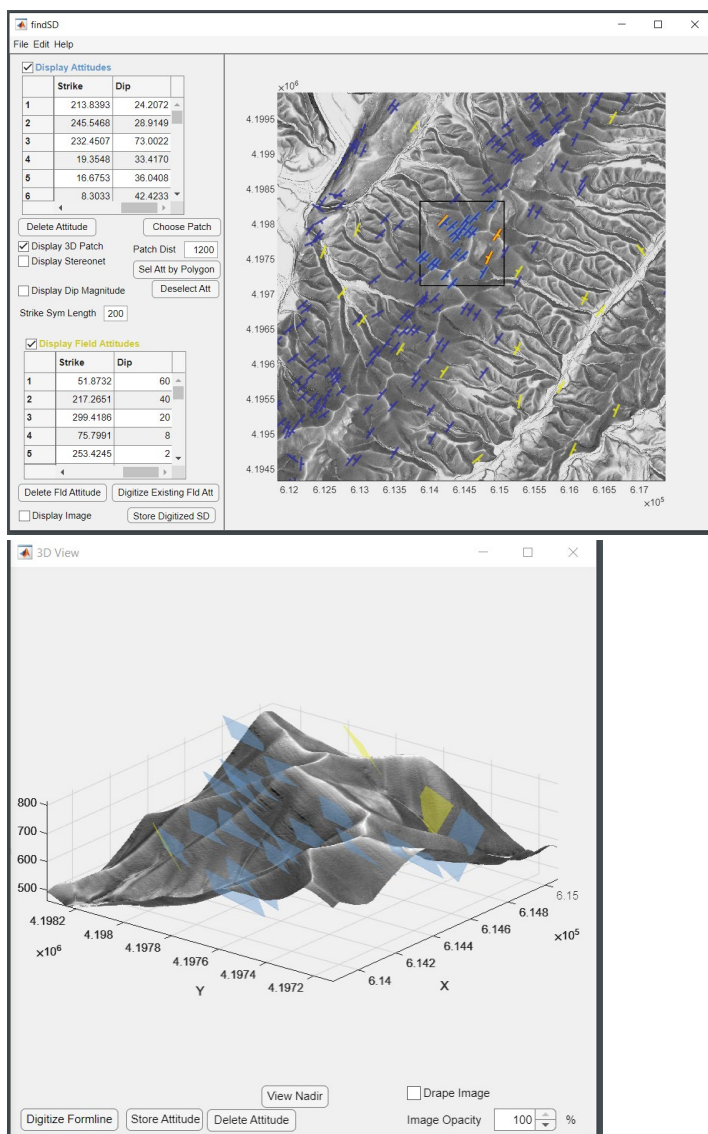 findSD
File Edit Help
Display Attitudes
Strike Dip
1 213.8393 24.2072
2 245.5468 28.9149
3 232.4507 73.0022
4 19.3548 33.4170
5 16.6753 36.0408
6 8.3033 42.4233
Delete Attitude Choose Patch
Display 3D Patch Patch Dist 1200
Display Stereonet
Sel Att by Polygon
Display Dip Magnitude Deselect Att
Strike Sym Length 200
Display Field Attitudes
Strike Dip
1 51.8732 60
2 217.2651 40
3 299.4186 20
4 75.7991 8
5 253.4245 2
Delete Fld Attitude Digitize Existing Fld Att
Display Image Store Digitized SD
×10⁶
4.1995
4.199
4.1985
4.198
4.1975
4.197
4.1965
4.196
4.1955
4.195
4.1945
6.12 6.125 6.13 6.135 6.14 6.145 6.15 6.155 6.16 6.165 6.17
×10⁵
3D View
800
700
600
500
4.1982
4.198
4.1978
4.1976
4.1974
4.1972
×10⁶
Y
6.14
6.142
6.144
6.146
6.148
6.15
×10⁵
X
View Nadir Drape Image
Digitize Formline Store Attitude Delete Attitude Image Opacity 100 %